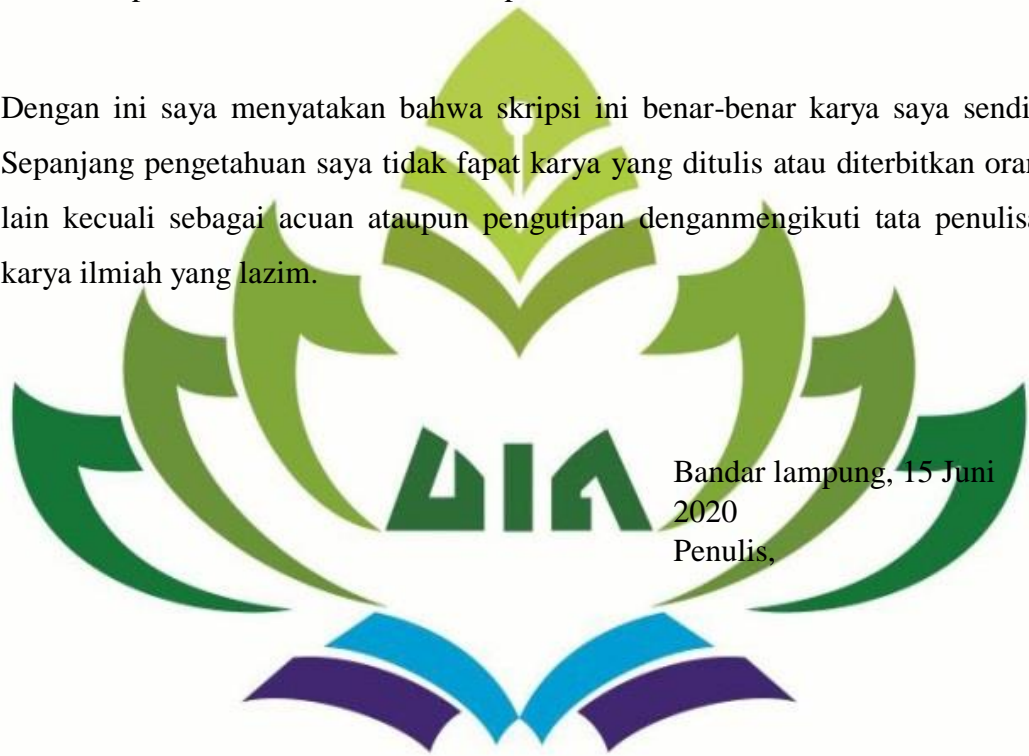 Dengan ini saya menyatakan bahwa skripsi ini benar-benar karya saya sendi
Sepanjang pengetahuan saya tidak fapat karya yang ditulis atau diterbitkan oran
lain kecuali sebagai acuan ataupun pengutipan denganmengikuti tata penulisa
karya ilmiah yang lazim.
UIN
Bandar lampung, 15 Juni
2020
Penulis,